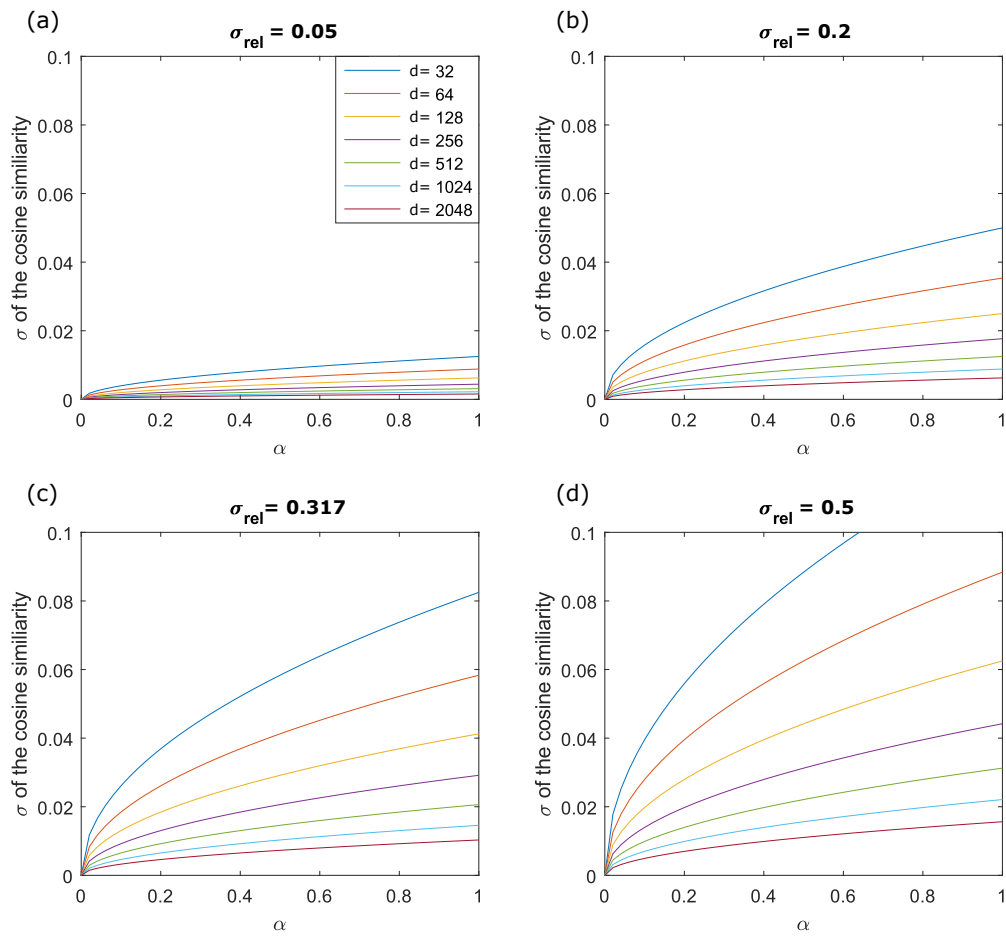 (a)
σrel = 0.05
0.1
0.08
0.06
0.04
0.02
0
σ of the cosine similiarity
0 0.2 0.4 0.6 0.8 1
α
d= 32
d= 64
d= 128
d= 256
d= 512
d= 1024
d= 2048
(b)
σrel = 0.2
0.1
0.08
0.06
0.04
0.02
0
σ of the cosine similiarity
0 0.2 0.4 0.6 0.8 1
α
(c)
σrel= 0.317
0.1
0.08
0.06
0.04
0.02
0
σ of the cosine similiarity
0 0.2 0.4 0.6 0.8 1
α
(d)
σrel = 0.5
0.1
0.08
0.06
0.04
0.02
0
σ of the cosine similiarity
0 0.2 0.4 0.6 0.8 1
α